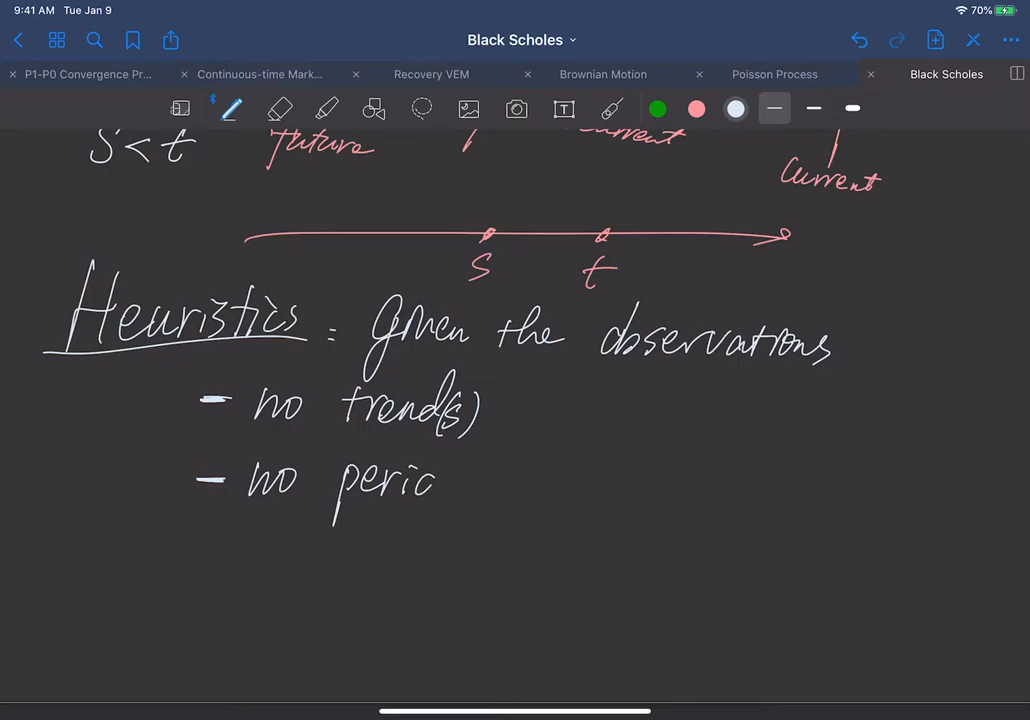 9:41 AM Tue Jan 9 70%
Black Scholes
P1-P0 Convergence Pr... Continuous-time Mark... Recovery VEM Brownian Motion Poisson Process Black Scholes
S < t future current
current
s t
Heuristics : Given the observations
- no trend(s)
- no peric